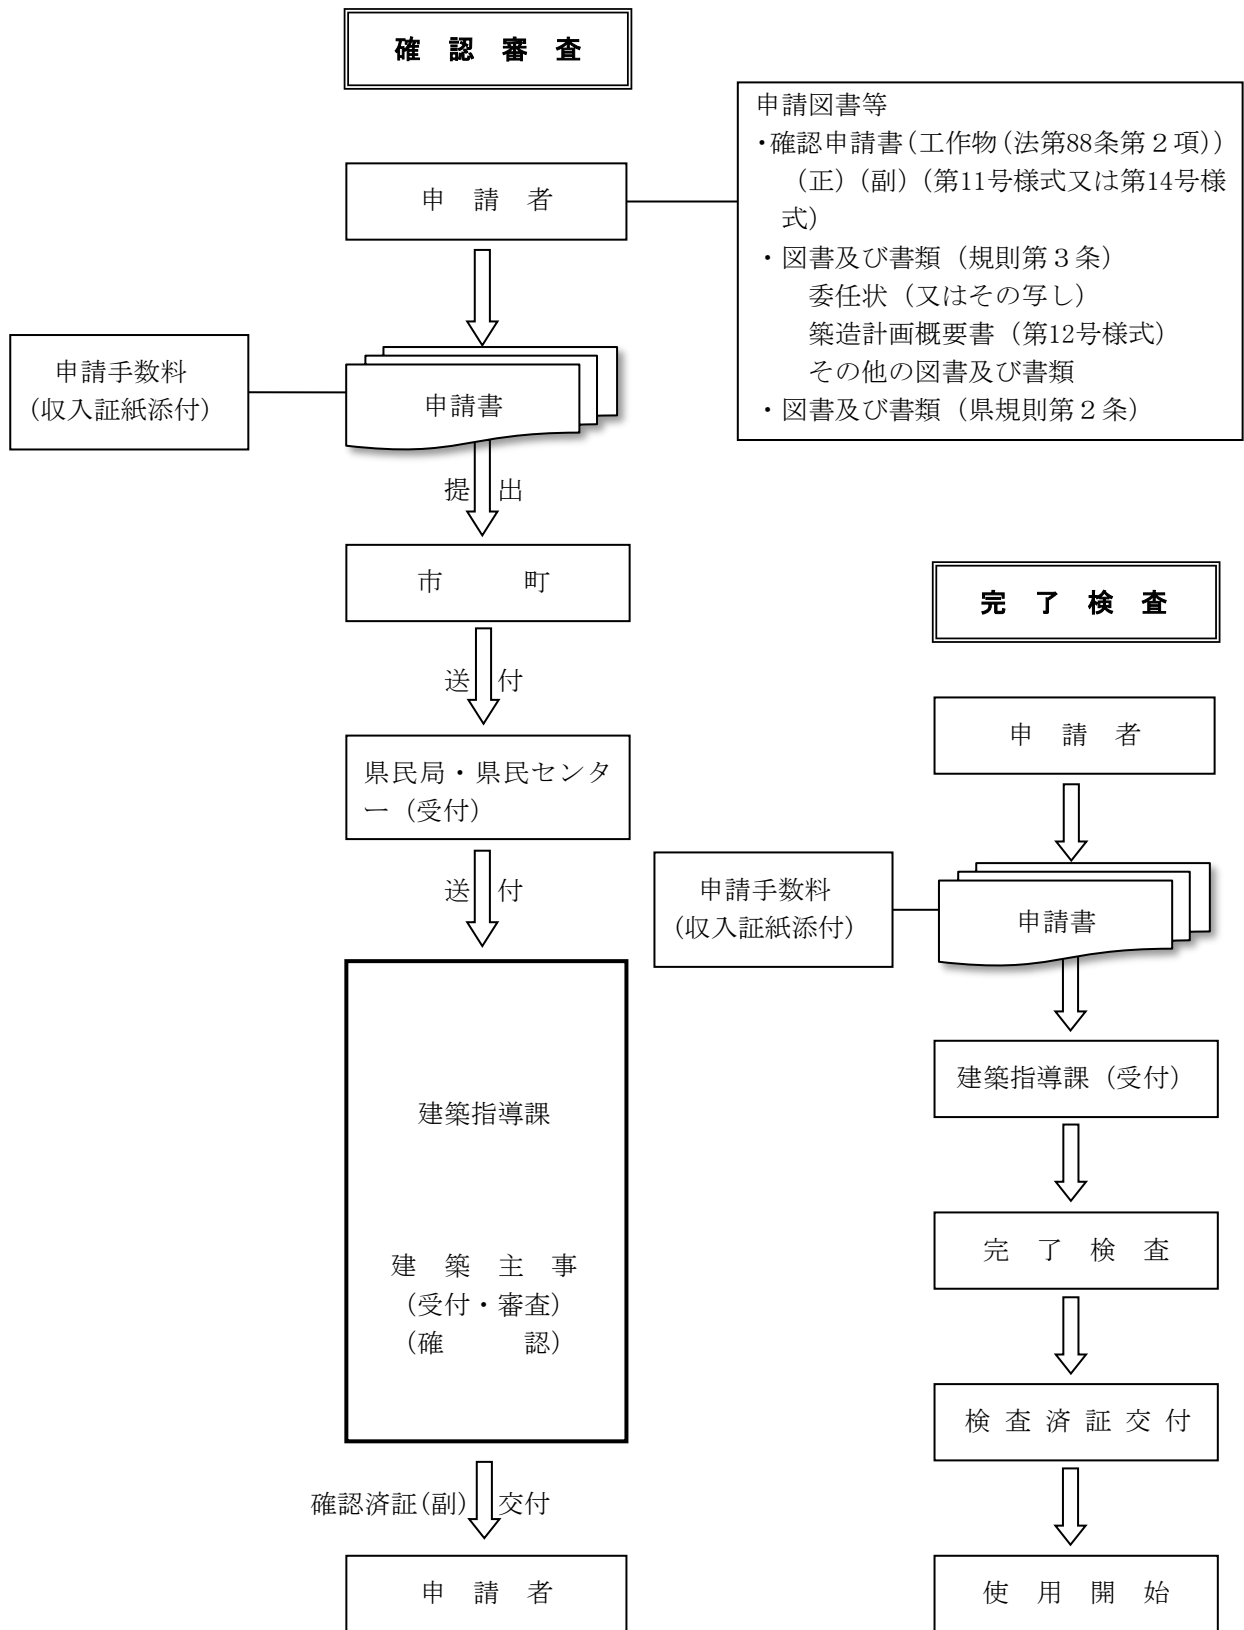 確 認 審 査
申 請 者
申請図書等
・確認申請書(工作物(法第88条第2項))
(正)(副)(第11号様式又は第14号様
式)
・図書及び書類(規則第3条)
委任状(又はその写し)
築造計画概要書(第12号様式)
その他の図書及び書類
・図書及び書類(県規則第2条)
申請手数料
(収入証紙添付)
申請書
提 出
市 町
送 付
県民局・県民センタ
ー(受付)
送 付
建築指導課
建 築 主 事
(受付・審査)
(確 認)
確認済証(副) 交付
申 請 者
完 了 検 査
申 請 者
申請手数料
(収入証紙添付)
申請書
建築指導課(受付)
完 了 検 査
検 査 済 証 交 付
使 用 開 始